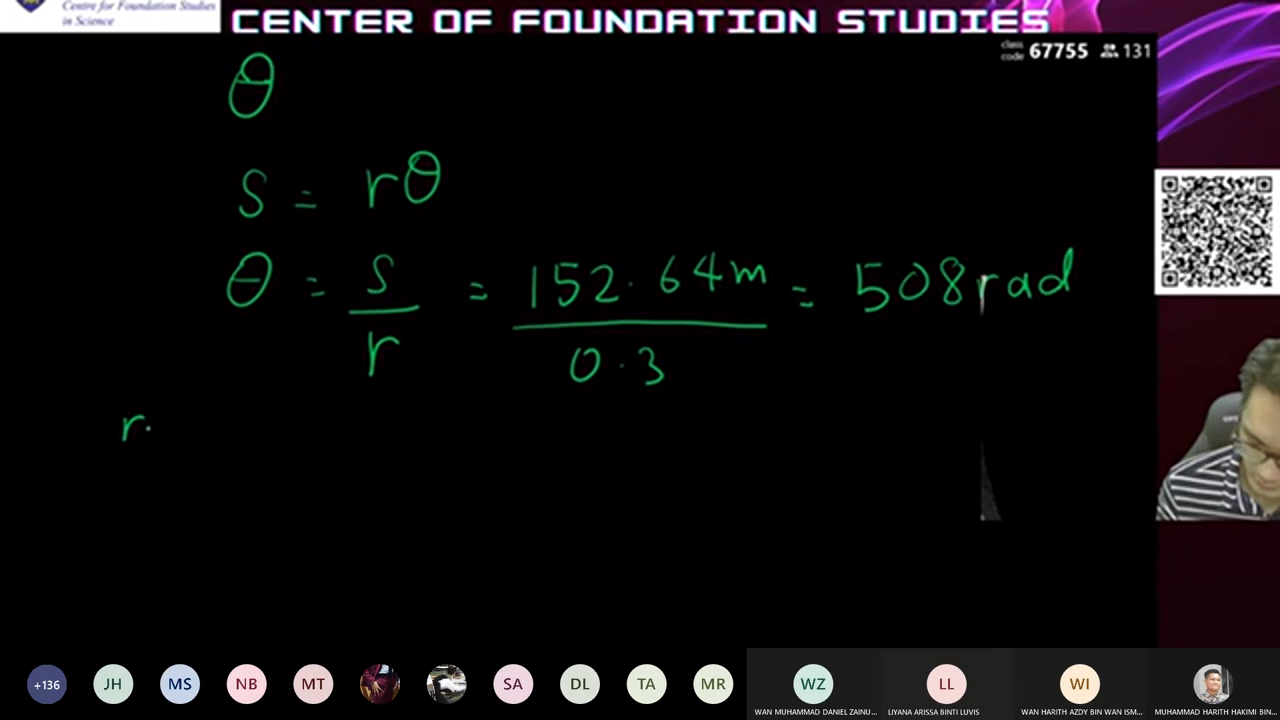 Centre for Foundation Studies
in Science
CENTER OF FOUNDATION STUDIES
class code 67755 131
θ
s = rθ
θ = s/r = 152.64m/0.3 = 508rad
r.
+136 JH MS NB MT SA DL TA MR WZ LL WI
WAN MUHAMMAD DANIEL ZAINU... LIYANA ARISSA BINTI LUVIS WAN HARITH AZDY BIN WAN ISM... MUHAMMAD HARITH HAKIMI BIN...